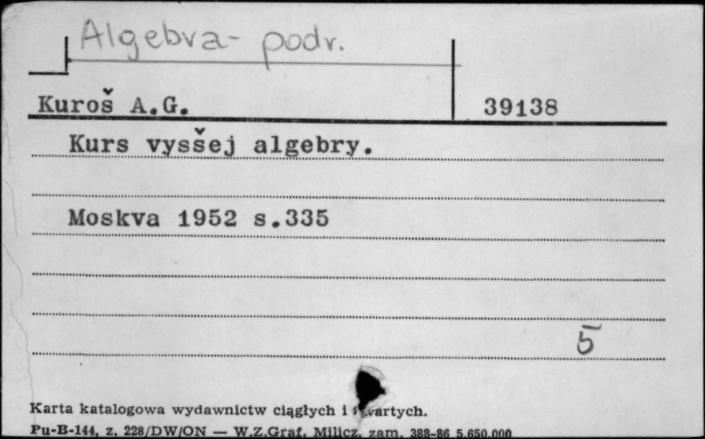 Algebra - podr.
Kuroš A.G. 39138
Kurs vysšej algebry.
Moskva 1952 s.335
5
Karta katalogowa wydawnictw ciągłych i
Pu-B-144, z. 228/DW/ON — W.Z.Graf. Milicz, zam. 388-86 5.650.000